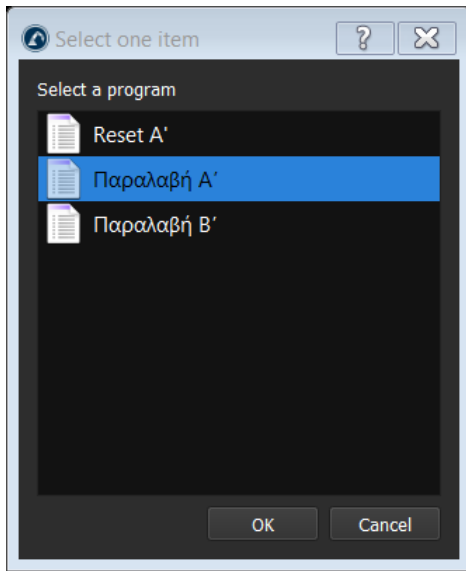 Select one item
Select a program
Reset A'
Παραλαβή Α΄
Παραλαβή Β΄
OK
Cancel